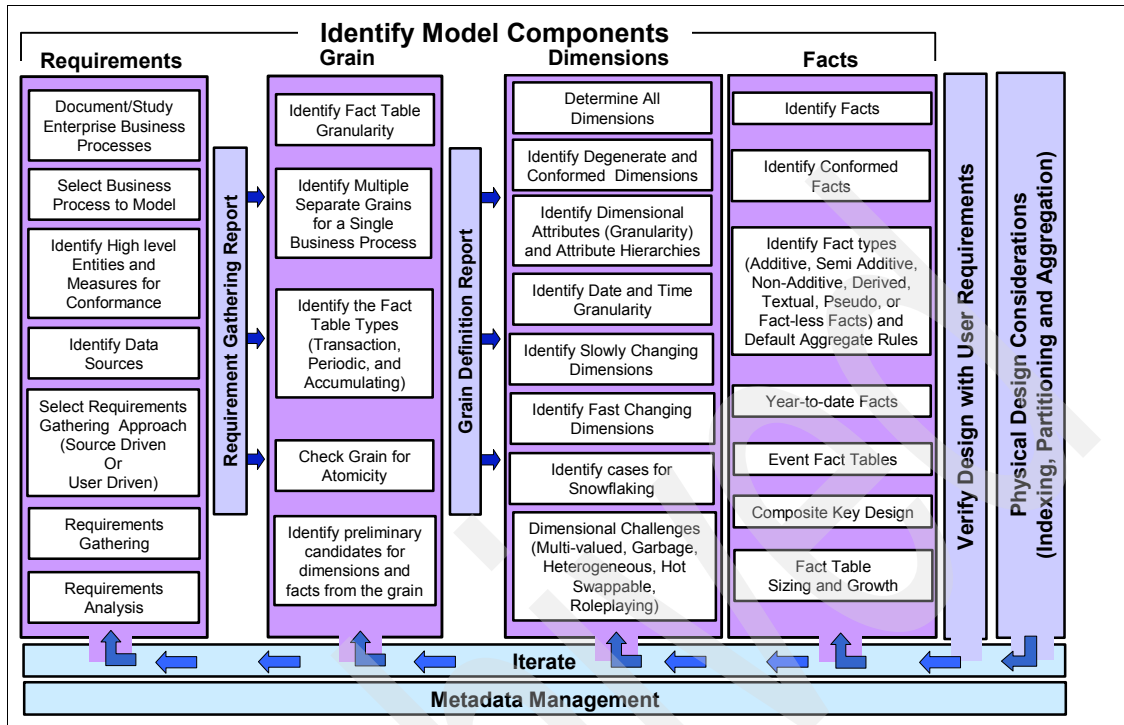 Identify Model Components
Requirements
Document/Study
Enterprise Business
Processes
Select Business
Process to Model
Identify High level
Entities and
Measures for
Conformance
Identify Data
Sources
Select Requirements
Gathering Approach
(Source Driven
Or
User Driven)
Requirements
Gathering
Requirements
Analysis
Requirement Gathering Report
Grain
Identify Fact Table
Granularity
Identify Multiple
Separate Grains
for a Single
Business Process
Identify the Fact
Table Types
(Transaction,
Periodic, and
Accumulating)
Check Grain for
Atomicity
Identify preliminary
candidates for
dimensions and
facts from the grain
Grain Definition Report
Dimensions
Determine All
Dimensions
Identify Degenerate and
Conformed Dimensions
Identify Dimensional
Attributes (Granularity)
and Attribute Hierarchies
Identify Date and Time
Granularity
Identify Slowly Changing
Dimensions
Identify Fast Changing
Dimensions
Identify cases for
Snowflaking
Dimensional Challenges
(Multi-valued, Garbage,
Heterogeneous, Hot
Swappable,
Roleplaying)
Facts
Identify Facts
Identify Conformed
Facts
Identify Fact types
(Additive, Semi Additive,
Non-Additive, Derived,
Textual, Pseudo, or
Fact-less Facts) and
Default Aggregate Rules
Year-to-date Facts
Event Fact Tables
Composite Key Design
Fact Table
Sizing and Growth
Verify Design with User Requirements
Physical Design Considerations
(Indexing, Partitioning and Aggregation)
Iterate
Metadada Management